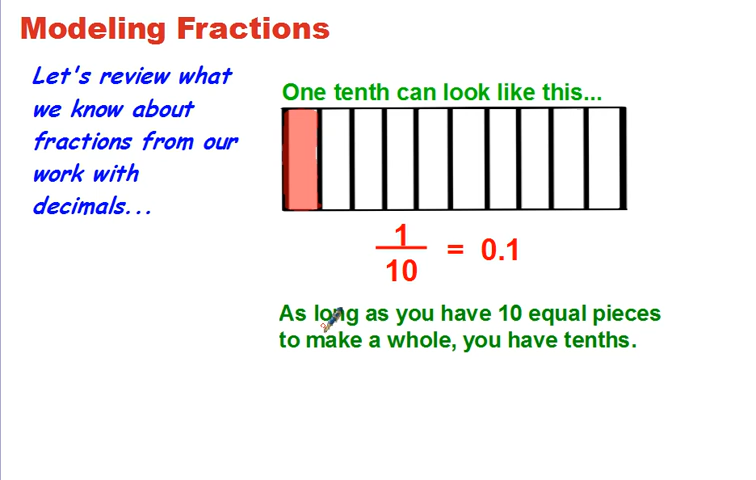 Modeling Fractions
Let's review what
we know about
fractions from our
work with
decimals...
One tenth can look like this...
1
10
= 0.1
As long as you have 10 equal pieces
to make a whole, you have tenths.